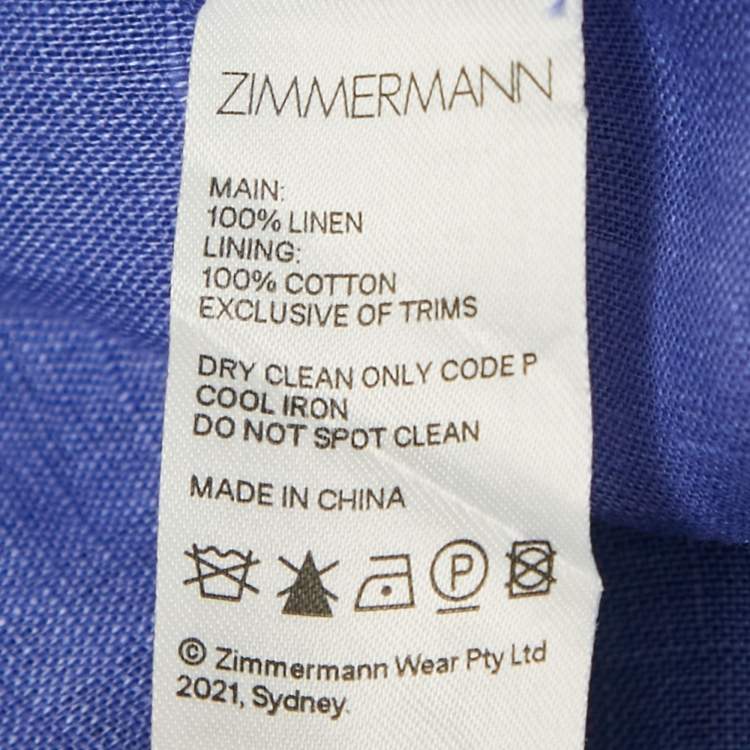 ZIMMERMANN
MAIN:
100% LINEN
LINING:
100% COTTON
EXCLUSIVE OF TRIMS
DRY CLEAN ONLY CODE P
COOL IRON
DO NOT SPOT CLEAN
MADE IN CHINA
P
© Zimmermann Wear Pty Ltd
2021, Sydney.